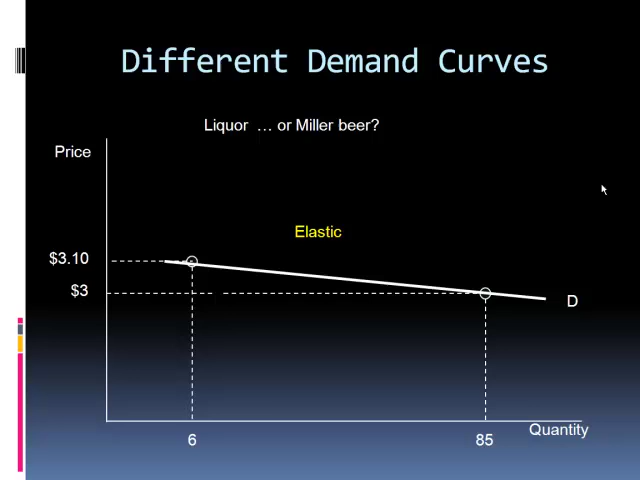 Different Demand Curves
Liquor … or Miller beer?
Price
Elastic
$3.10
$3
D
Quantity
6
85